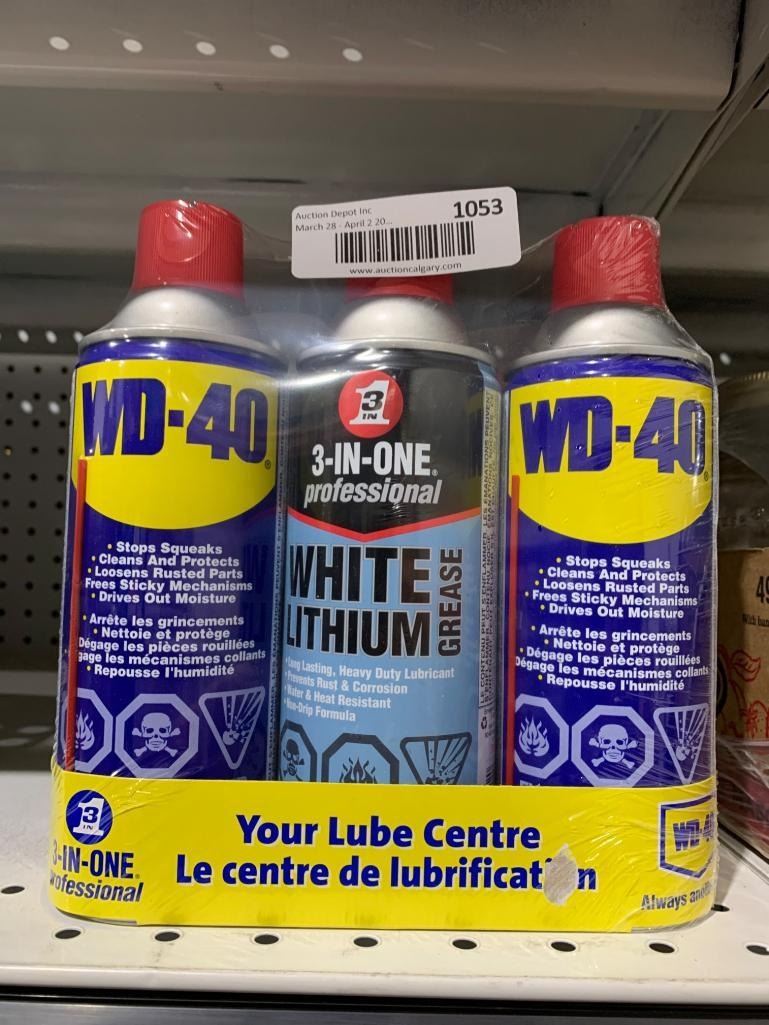 Auction Depot Inc
1053
March 28 - April 2 20...
www.auctioncalgary.com
WD-40®
Stops Squeaks
Cleans And Protects
Loosens Rusted Parts
Frees Sticky Mechanisms
Drives Out Moisture
Arrête les grincements
Nettoie et protège
Dégage les pièces rouillées
gage les mécanismes collants
Repousse l'humidité
1
3
IN
3-IN-ONE®
professional
WHITE
LITHIUM
GREASE
Long Lasting, Heavy Duty Lubricant
Prevents Rust & Corrosion
Water & Heat Resistant
Non-Drip Formula
WD-40®
Stops Squeaks
Cleans And Protects
Loosens Rusted Parts
Frees Sticky Mechanisms
Drives Out Moisture
Arrête les grincements
Nettoie et protège
Dégage les pièces rouillées
Dégage les mécanismes collants
Repousse l'humidité
1
3
IN
3-IN-ONE®
professional
Your Lube Centre
Le centre de lubrificat n
WD-40
Always